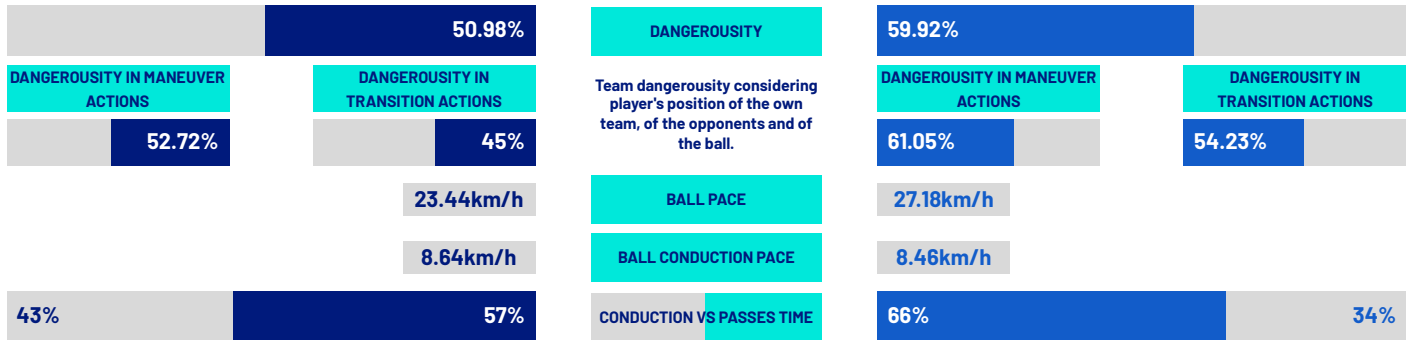 50.98%
DANGEROUSITY
59.92%
DANGEROUSITY IN MANEUVER
ACTIONS
DANGEROUSITY IN
TRANSITION ACTIONS
Team dangerousity considering
player's position of the own
team, of the opponents and of
the ball.
DANGEROUSITY IN MANEUVER
ACTIONS
DANGEROUSITY IN
TRANSITION ACTIONS
52.72%
45%
61.05%
54.23%
23.44km/h
BALL PACE
27.18km/h
8.64km/h
BALL CONDUCTION PACE
8.46km/h
43%
57%
CONDUCTION VS PASSES TIME
66%
34%